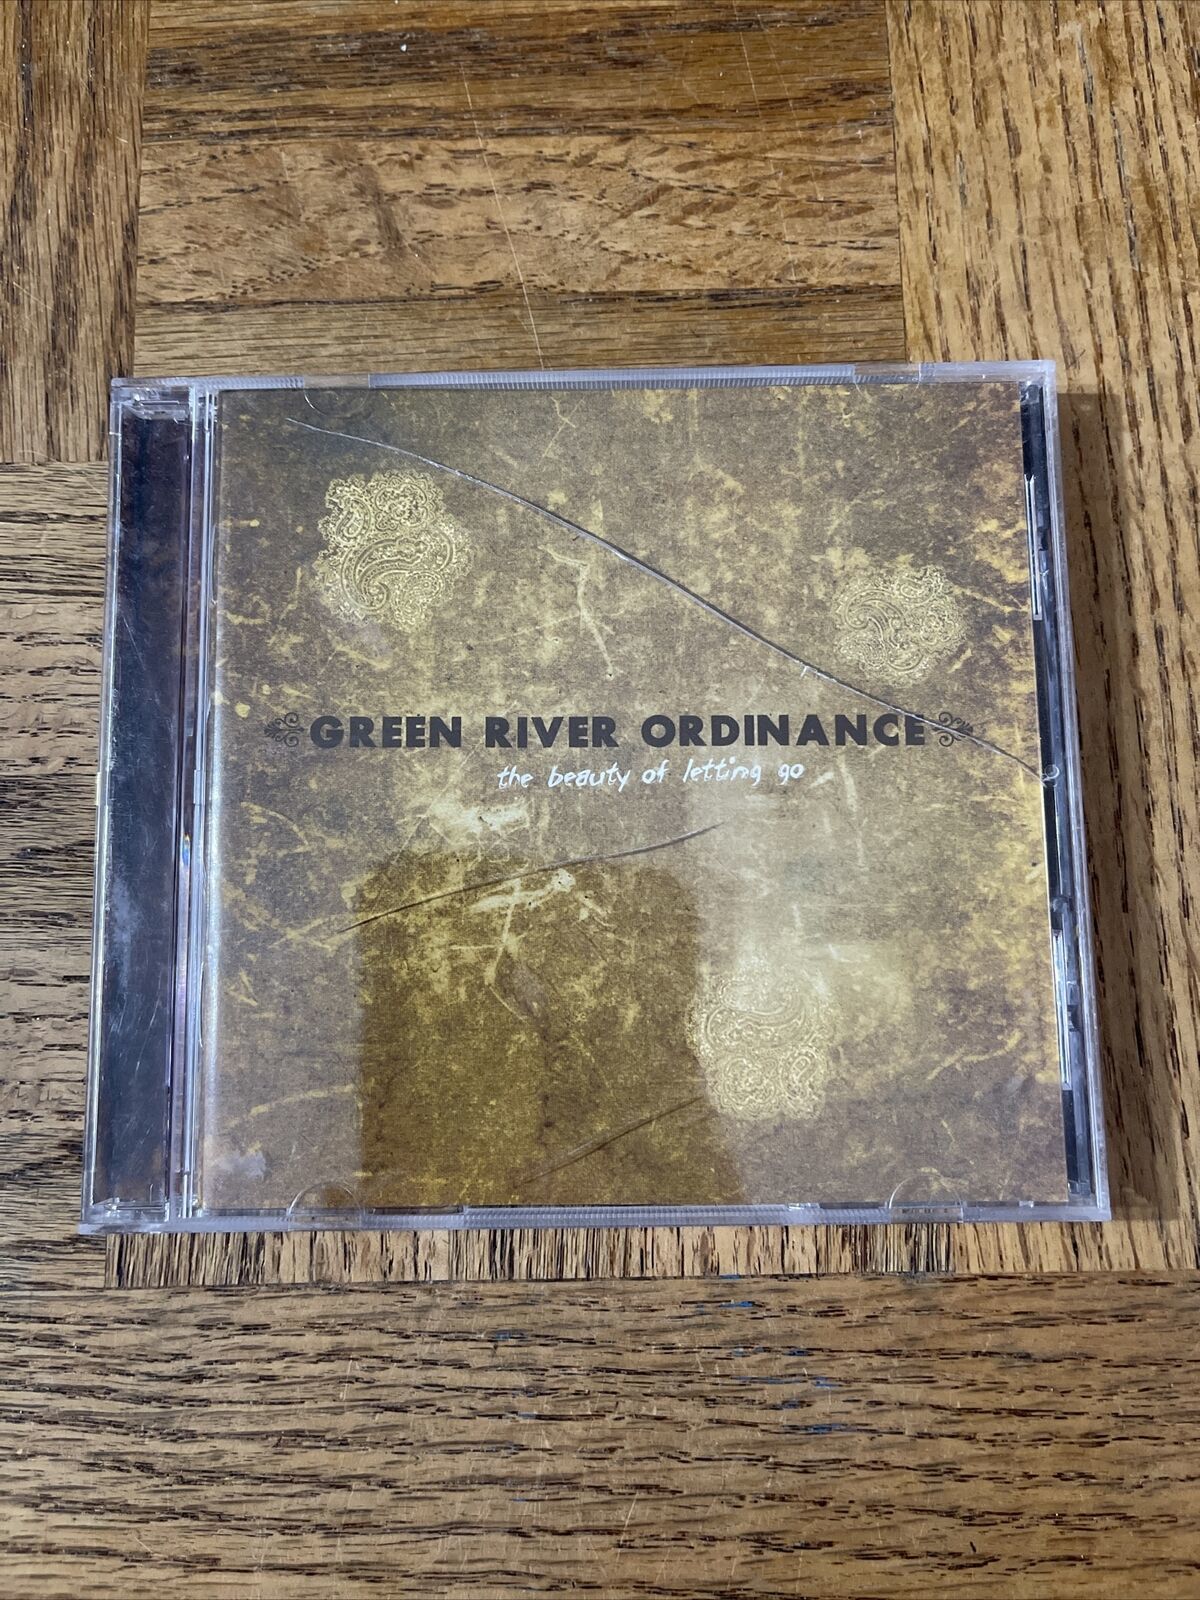 GREEN RIVER ORDINANCE
the beauty of letting go